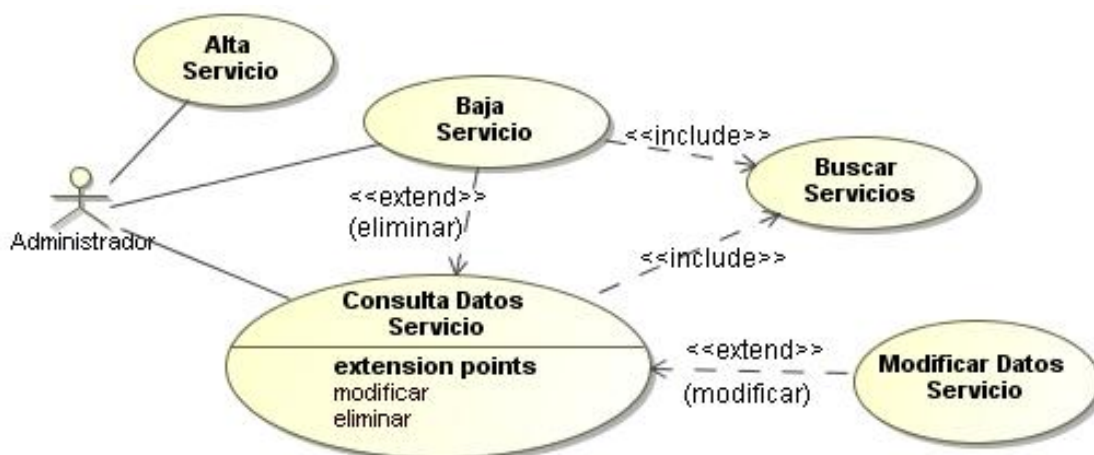 Alta
Servicio
Baja
Servicio
<<include>>
Buscar
Servicios
<<extend>>
(eliminar)
Administrador
<<include>>
Consulta Datos
Servicio
extension points
modificar
eliminar
<<extend>>
(modificar)
Modificar Datos
Servicio